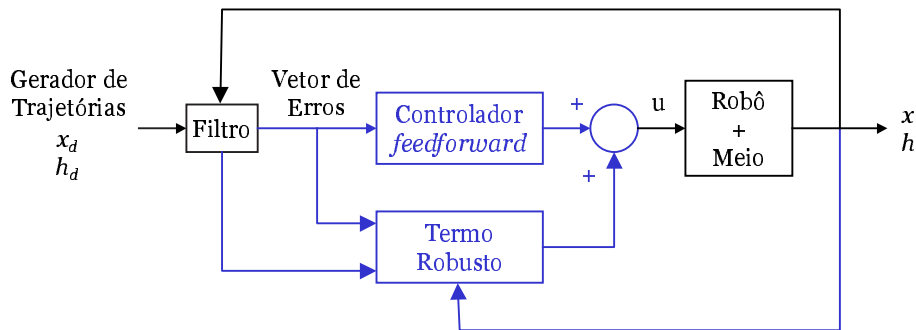 Gerador de
Trajetórias
x_d
h_d
Filtro
Vetor de
Erros
Controlador
feedforward
+
+
u
Robô
+
Meio
x
h
Termo
Robusto